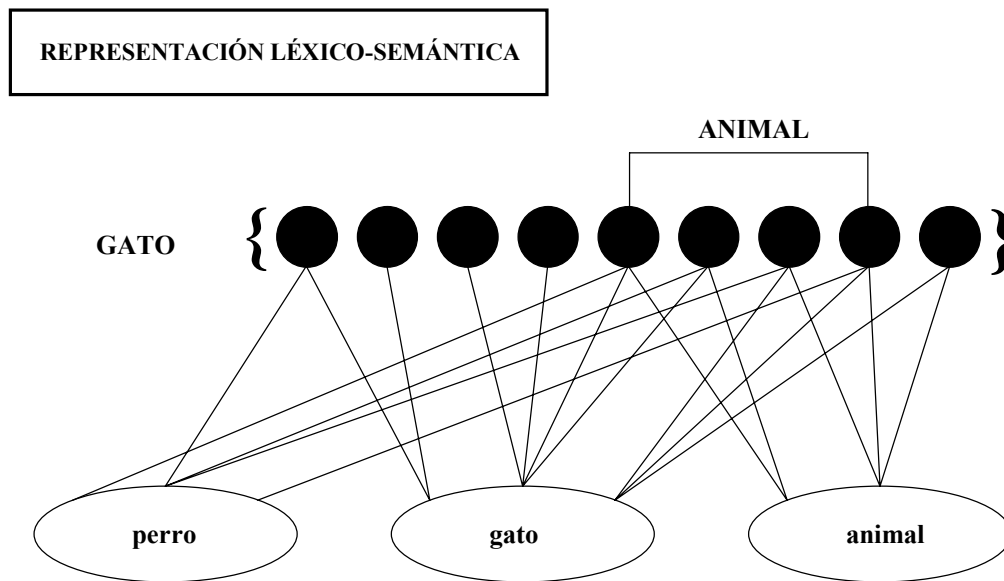 REPRESENTACIÓN LÉXICO-SEMÁNTICA
ANIMAL
GATO { }
perro gato animal